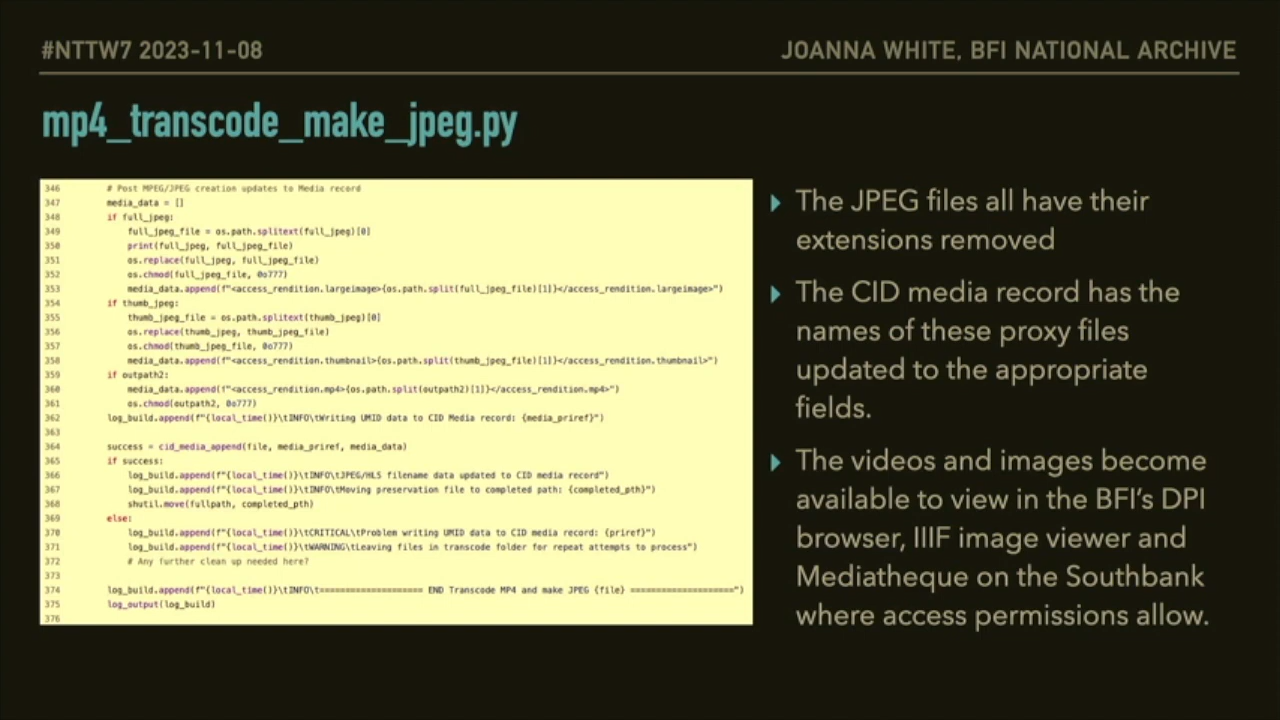 #NTTW7 2023-11-08
JOANNA WHITE, BFI NATIONAL ARCHIVE
mp4_transcode_make_jpeg.py
346 # Post MPEG/JPEG creation updates to Media record
347 media_data = []
348 if full_jpeg:
349 full_jpeg_file = os.path.splitext(full_jpeg)[0]
350 print(full_jpeg, full_jpeg_file)
351 os.replace(full_jpeg, full_jpeg_file)
352 os.chmod(full_jpeg_file, 0o777)
353 media_data.append(f"<access_rendition.largeimage>{os.path.split(full_jpeg_file)[1]}</access_rendition.largeimage>")
354 if thumb_jpeg:
355 thumb_jpeg_file = os.path.splitext(thumb_jpeg)[0]
356 os.replace(thumb_jpeg, thumb_jpeg_file)
357 os.chmod(thumb_jpeg_file, 0o777)
358 media_data.append(f"<access_rendition.thumbnail>{os.path.split(thumb_jpeg_file)[1]}</access_rendition.thumbnail>")
359 if outpath2:
360 media_data.append(f"<access_rendition.mp4>{os.path.split(outpath2)[1]}</access_rendition.mp4>")
361 os.chmod(outpath2, 0o777)
362 log_build.append(f"{local_time()}\tINFO\tWriting UMID data to CID Media record: {media_priref}")
363
364 success = cid_media_append(file, media_priref, media_data)
365 if success:
366 log_build.append(f"{local_time()}\tINFO\tJPEG/HLS filename data updated to CID media record")
367 log_build.append(f"{local_time()}\tINFO\tMoving preservation file to completed path: {completed_pth}")
368 shutil.move(fullpath, completed_pth)
369 else:
370 log_build.append(f"{local_time()}\tCRITICAL\tProblem writing UMID data to CID media record: {priref}")
371 log_build.append(f"{local_time()}\tWARNING\tLeaving files in transcode folder for repeat attempts to process")
372 # Any further clean up needed here?
373
374 log_build.append(f"{local_time()}\tINFO\t==================== END Transcode MP4 and make JPEG {file} ====================")
375 log_output(log_build)
376
The JPEG files all have their
extensions removed
The CID media record has the
names of these proxy files
updated to the appropriate
fields.
The videos and images become
available to view in the BFI’s DPI
browser, IIIF image viewer and
Mediatheque on the Southbank
where access permissions allow.